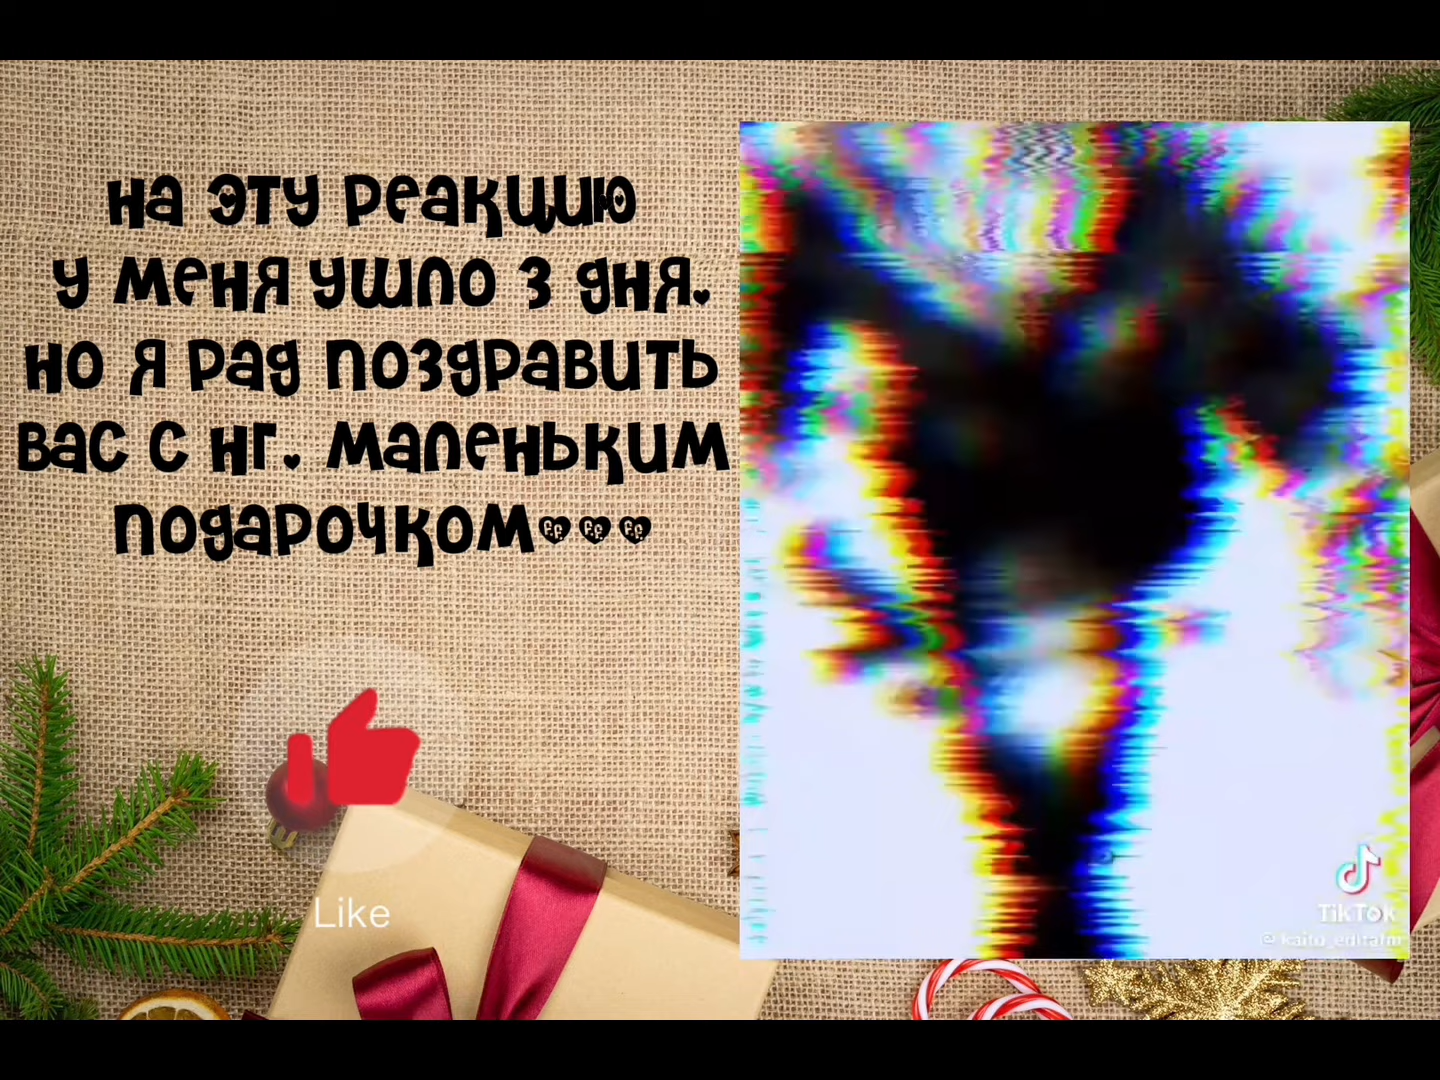 на эту реакцию
у меня ушло 3 дня.
но я рад поздравить
вас с нг. маленьким
подарочком
Like
TikTok